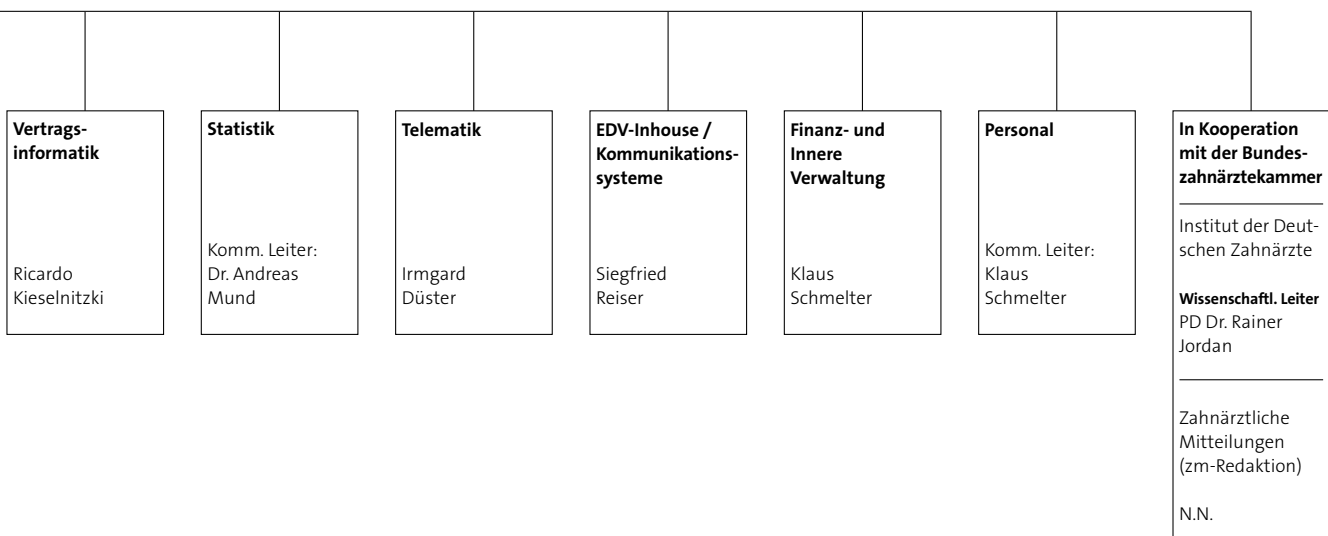 Vertrags-
informatik
Ricardo
Kieselnitzki
Statistik
Komm. Leiter:
Dr. Andreas
Mund
Telematik
Irmgard
Düster
EDV-Inhouse /
Kommunikations-
systeme
Siegfried
Reiser
Finanz- und
Innere
Verwaltung
Klaus
Schmelter
Personal
Komm. Leiter:
Klaus
Schmelter
In Kooperation
mit der Bundes-
zahnärztekammer
Institut der Deut-
schen Zahnärzte
Wissenschaftl. Leiter
PD Dr. Rainer
Jordan
Zahnärztliche
Mitteilungen
(zm-Redaktion)
N.N.